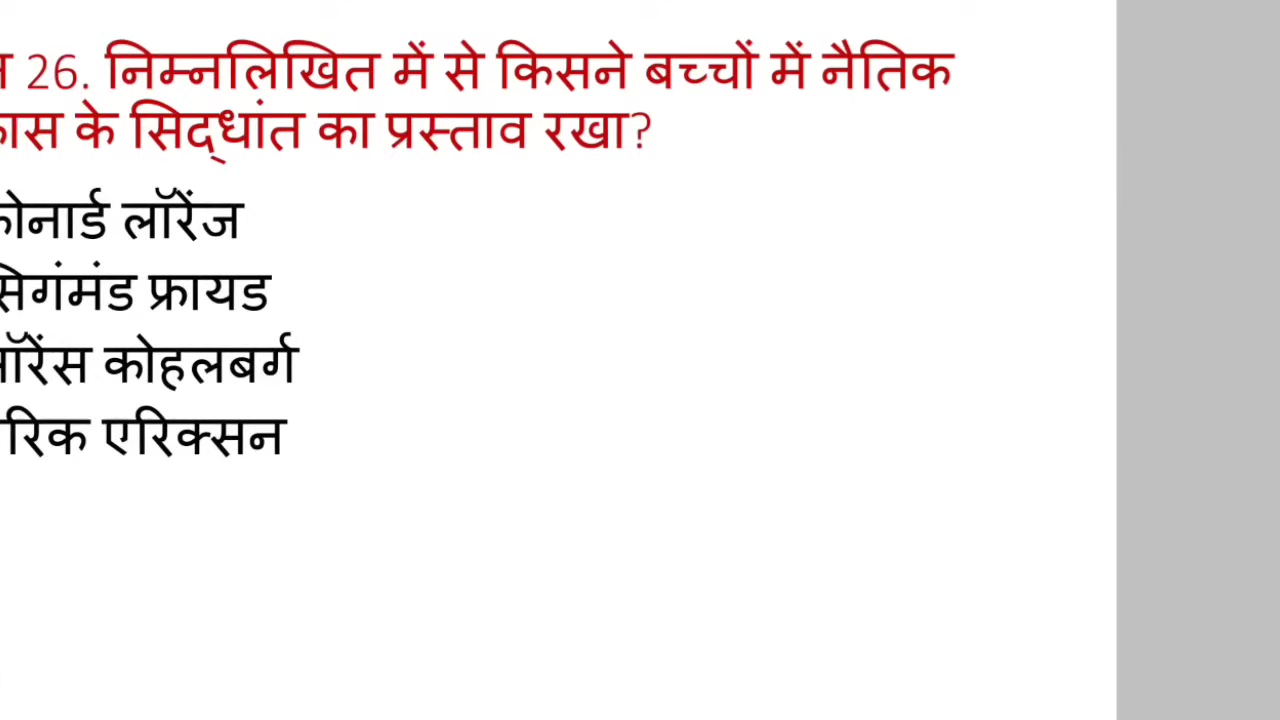 26. निम्नलिखित में से किसने बच्चों में नैतिक
के सिद्धांत का प्रस्ताव रखा?
लॉरेंज
फ्रायड
कोहलबर्ग
एरिक्सन